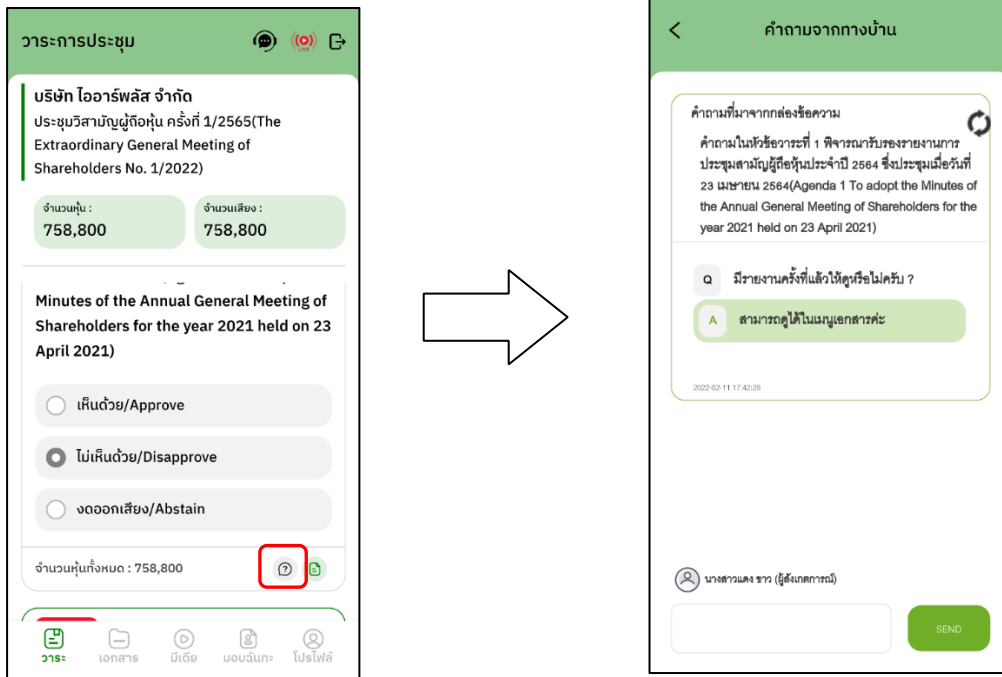 วาระการประชุม
LIVE
บริษัท ไออาร์พลัส จำกัด
ประชุมวิสามัญผู้ถือหุ้น ครั้งที่ 1/2565(The
Extraordinary General Meeting of
Shareholders No. 1/2022)
จำนวนหุ้น :
758,800
จำนวนเสียง :
758,800
Minutes of the Annual General Meeting of
Shareholders for the year 2021 held on 23
April 2021)
เห็นด้วย/Approve
ไม่เห็นด้วย/Disapprove
งดออกเสียง/Abstain
จำนวนหุ้นทั้งหมด : 758,800
วาระ
เอกสาร
มีเดีย
มอบฉันทะ
โปรไฟล์
คำถามจากทางบ้าน
คำถามที่มาจากกล่องข้อความ
คำถามในหัวข้อวาระที่ 1 พิจารณารับรองรายงานการ
ประชุมสามัญผู้ถือหุ้นประจำปี 2564 ซึ่งประชุมเมื่อวันที่
23 เมษายน 2564(Agenda 1 To adopt the Minutes of
the Annual General Meeting of Shareholders for the
year 2021 held on 23 April 2021)
Q มีรายงานครั้งที่แล้วให้ดูหรือไม่ครับ ?
A สามารถดูได้ในเมนูเอกสารค่ะ
2022-02-11 17:42:28
นางสาวแดง ขาว (ผู้สังเกตการณ์)
SEND